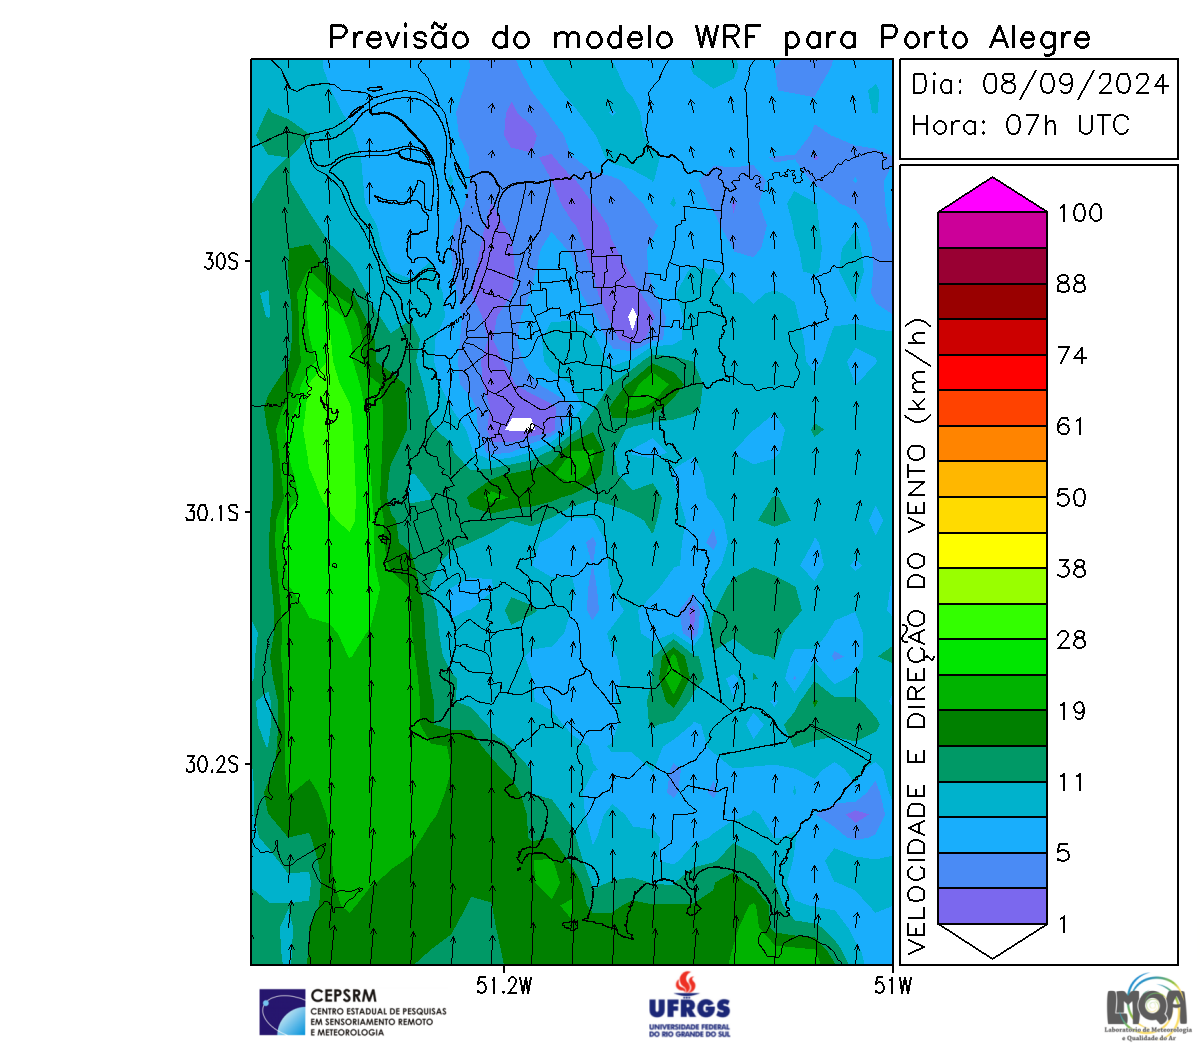 Previsão do modelo WRF para Porto Alegre
Dia: 08/09/2024
Hora: 07h UTC
30S
30.1S
30.2S
51.2W
51W
VELOCIDADE E DIREÇÃO DO VENTO (km/h)
100
88
74
61
50
38
28
19
11
5
1
CEPSRM
CENTRO ESTADUAL DE PESQUISAS
EM SENSORIAMENTO REMOTO
E METEOROLOGIA
UFRGS
UNIVERSIDADE FEDERAL
DO RIO GRANDE DO SUL
LMQA
Laboratório de Meteorologia
e Qualidade do Ar